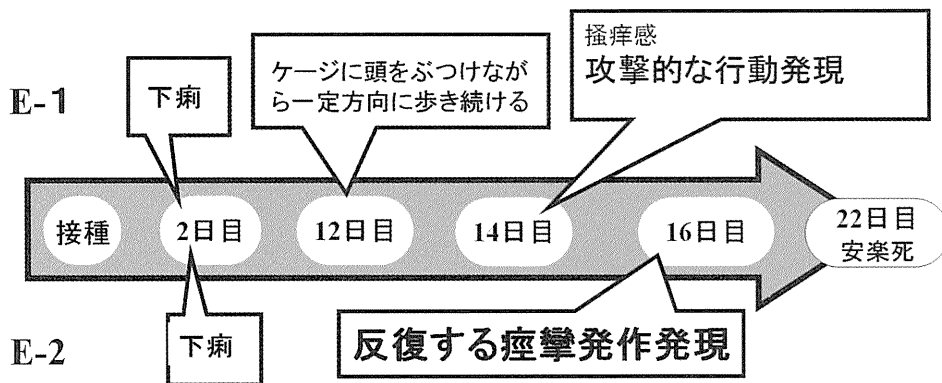 E-1
下痢
ケージに頭をぶつけなが
ら一定方向に歩き続ける
掻痒感
攻撃的な行動発現
接種
2日目
12日目
14日目
16日目
22日目
安楽死
E-2
下痢
反復する痙攣発作発現